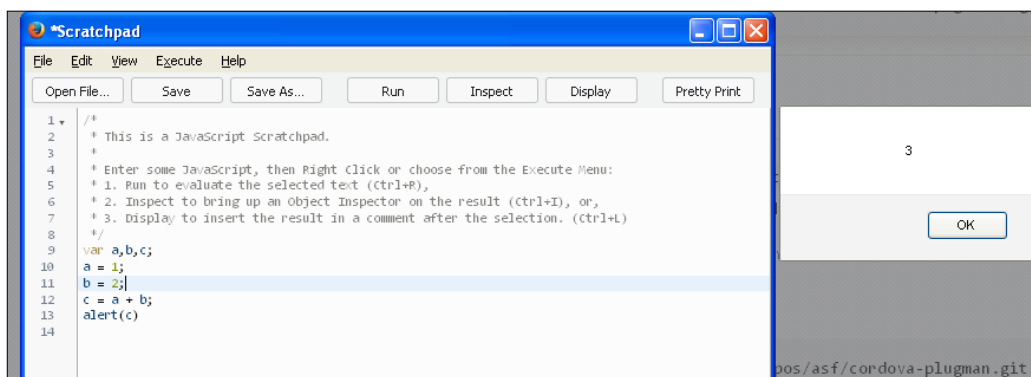 *Scratchpad
File Edit View Execute Help
Open File... Save Save As... Run Inspect Display Pretty Print
1 /*
2 * This is a JavaScript Scratchpad.
3 *
4 * Enter some JavaScript, then Right Click or choose from the Execute Menu:
5 * 1. Run to evaluate the selected text (Ctrl+R),
6 * 2. Inspect to bring up an Object Inspector on the result (Ctrl+I), or,
7 * 3. Display to insert the result in a comment after the selection. (Ctrl+L)
8 */
9 var a,b,c;
10 a = 1;
11 b = 2;
12 c = a + b;
13 alert(c)
14
3
OK
pos/asf/cordova-plugman.git